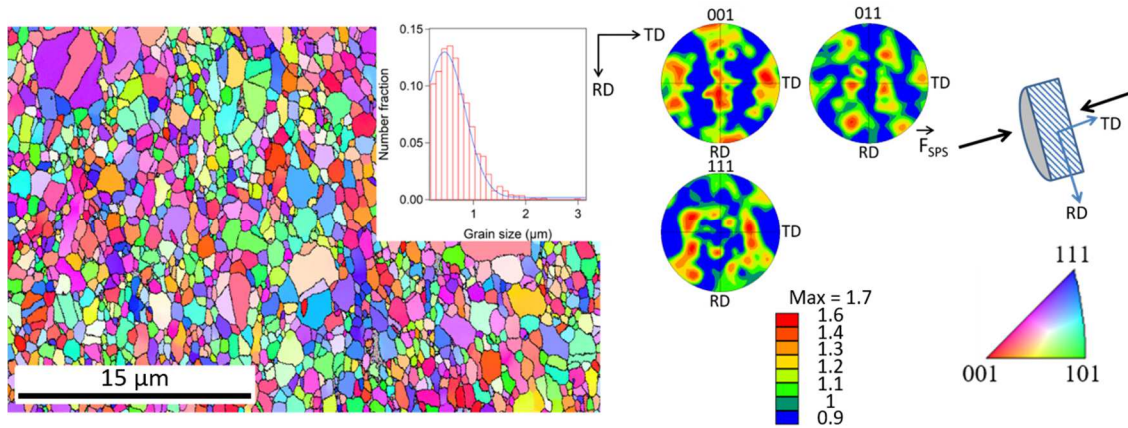 0.15
0.10
0.05
0.00
Number fraction
1
2
3
Grain size (µm)
15 µm
TD
RD
001
TD
RD
011
TD
RD
111
TD
RD
F SPS
TD
RD
Max = 1.7
1.6
1.4
1.3
1.2
1.1
1
0.9
111
001
101